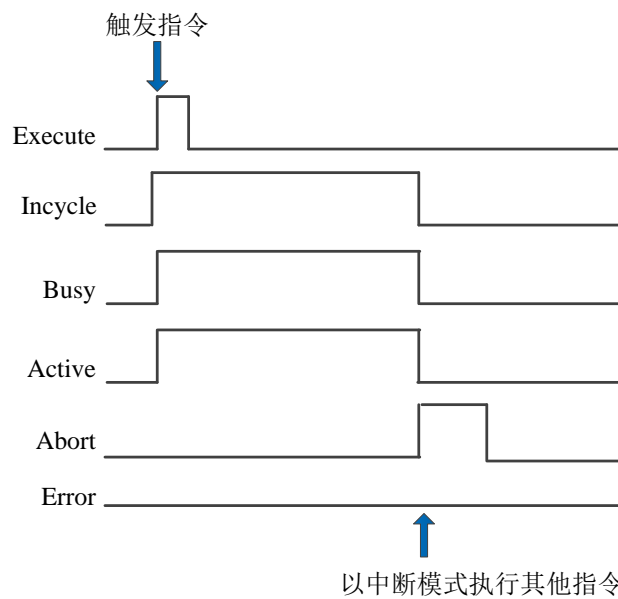 触发指令
Execute
Incycle
Busy
Active
Abort
Error
以中断模式执行其他指令